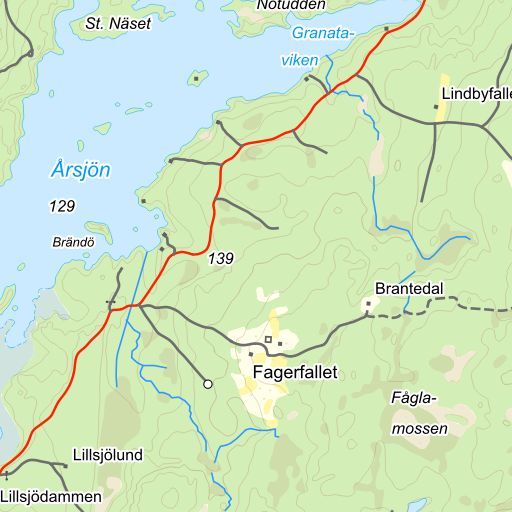 Notudden
St. Näset
Granata-
viken
Lindbyfalle
Årsjön
129
Brändö
139
Brantedal
Fagerfallet
Fågla-
mossen
Lillsjölund
Lillsjödammen